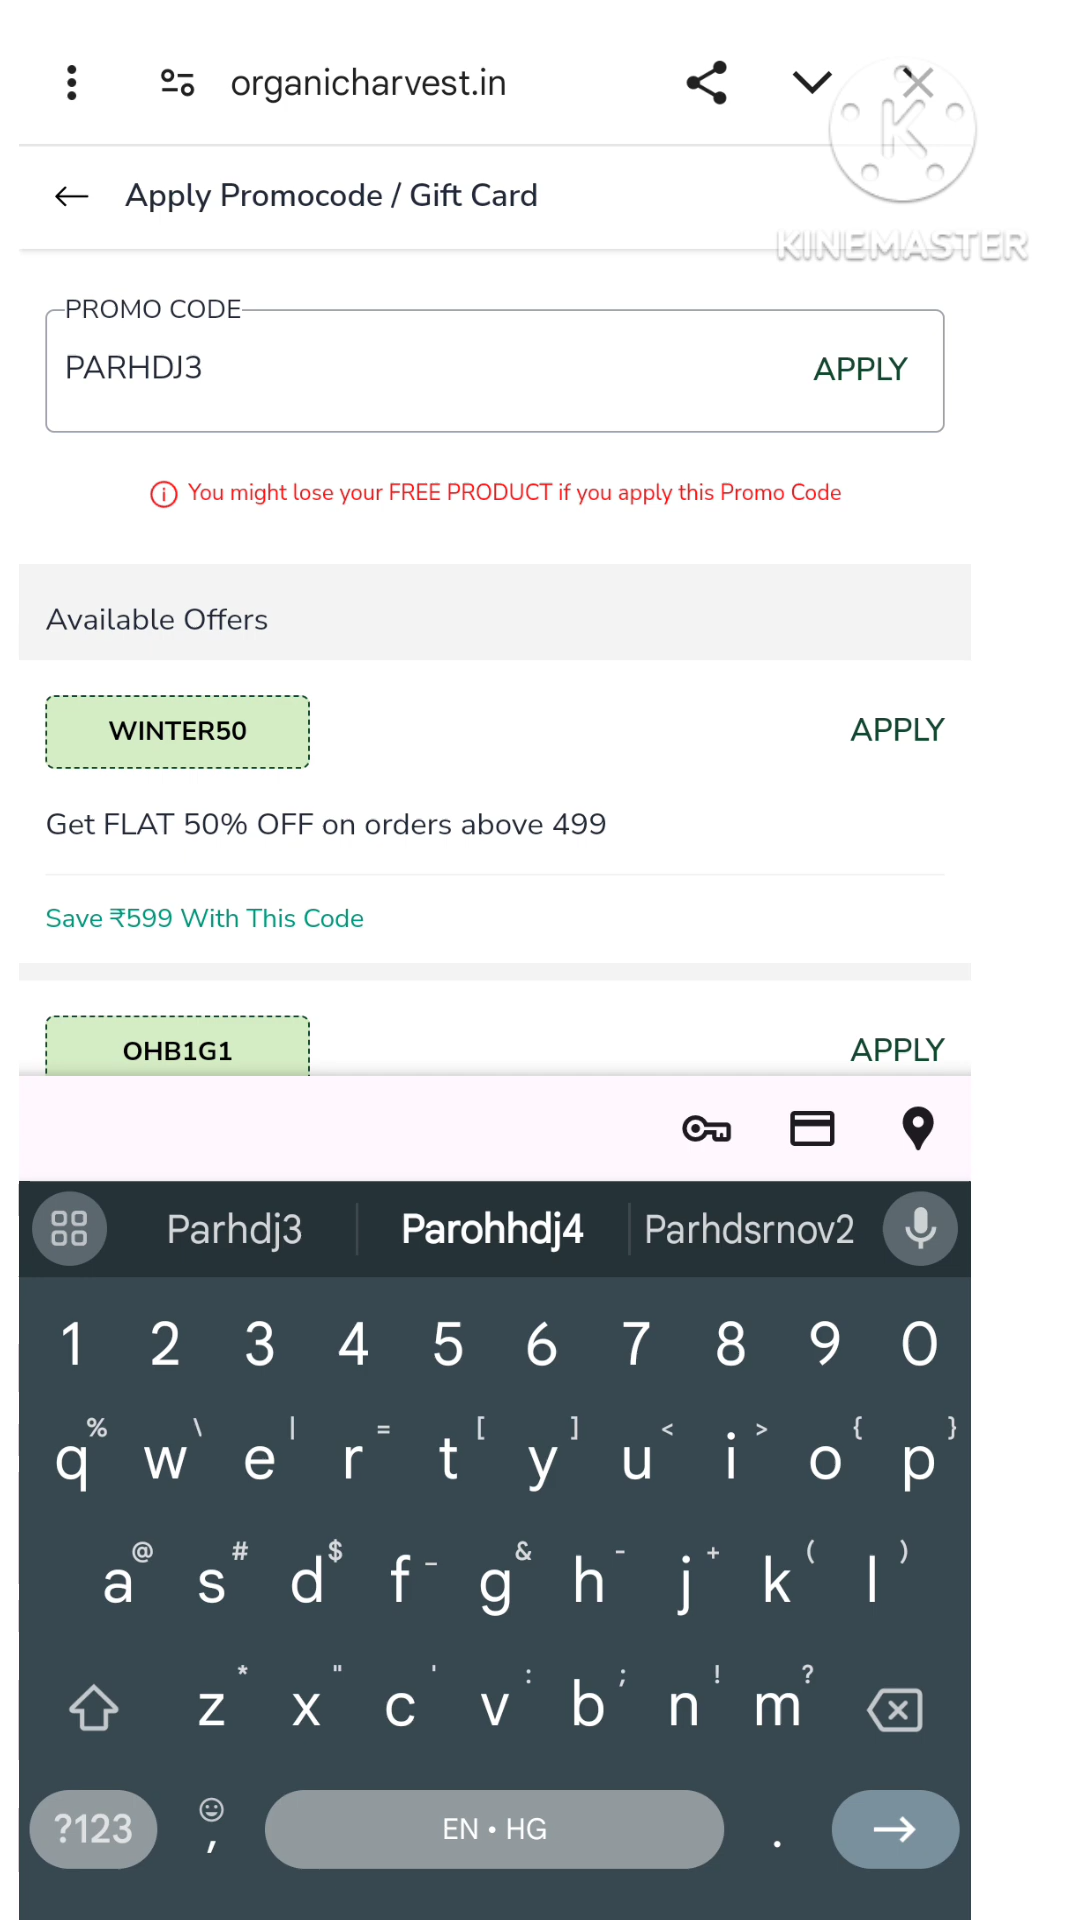 organicharvest.in
KINEMASTER
Apply Promocode / Gift Card
PROMO CODE
PARHDJ3 APPLY
You might lose your FREE PRODUCT if you apply this Promo Code
Available Offers
WINTER50 APPLY
Get FLAT 50% OFF on orders above 499
Save ₹599 With This Code
OHB1G1 APPLY
Parhdj3 Parohhdj4 Parhdsrnov2
1 2 3 4 5 6 7 8 9 0
% \ | = [ ] < > { }
q w e r t y u i o p
@ # $ _ & - + ( )
a s d f g h j k l
* " ' : ; ! ?
z x c v b n m
?123 , EN • HG .